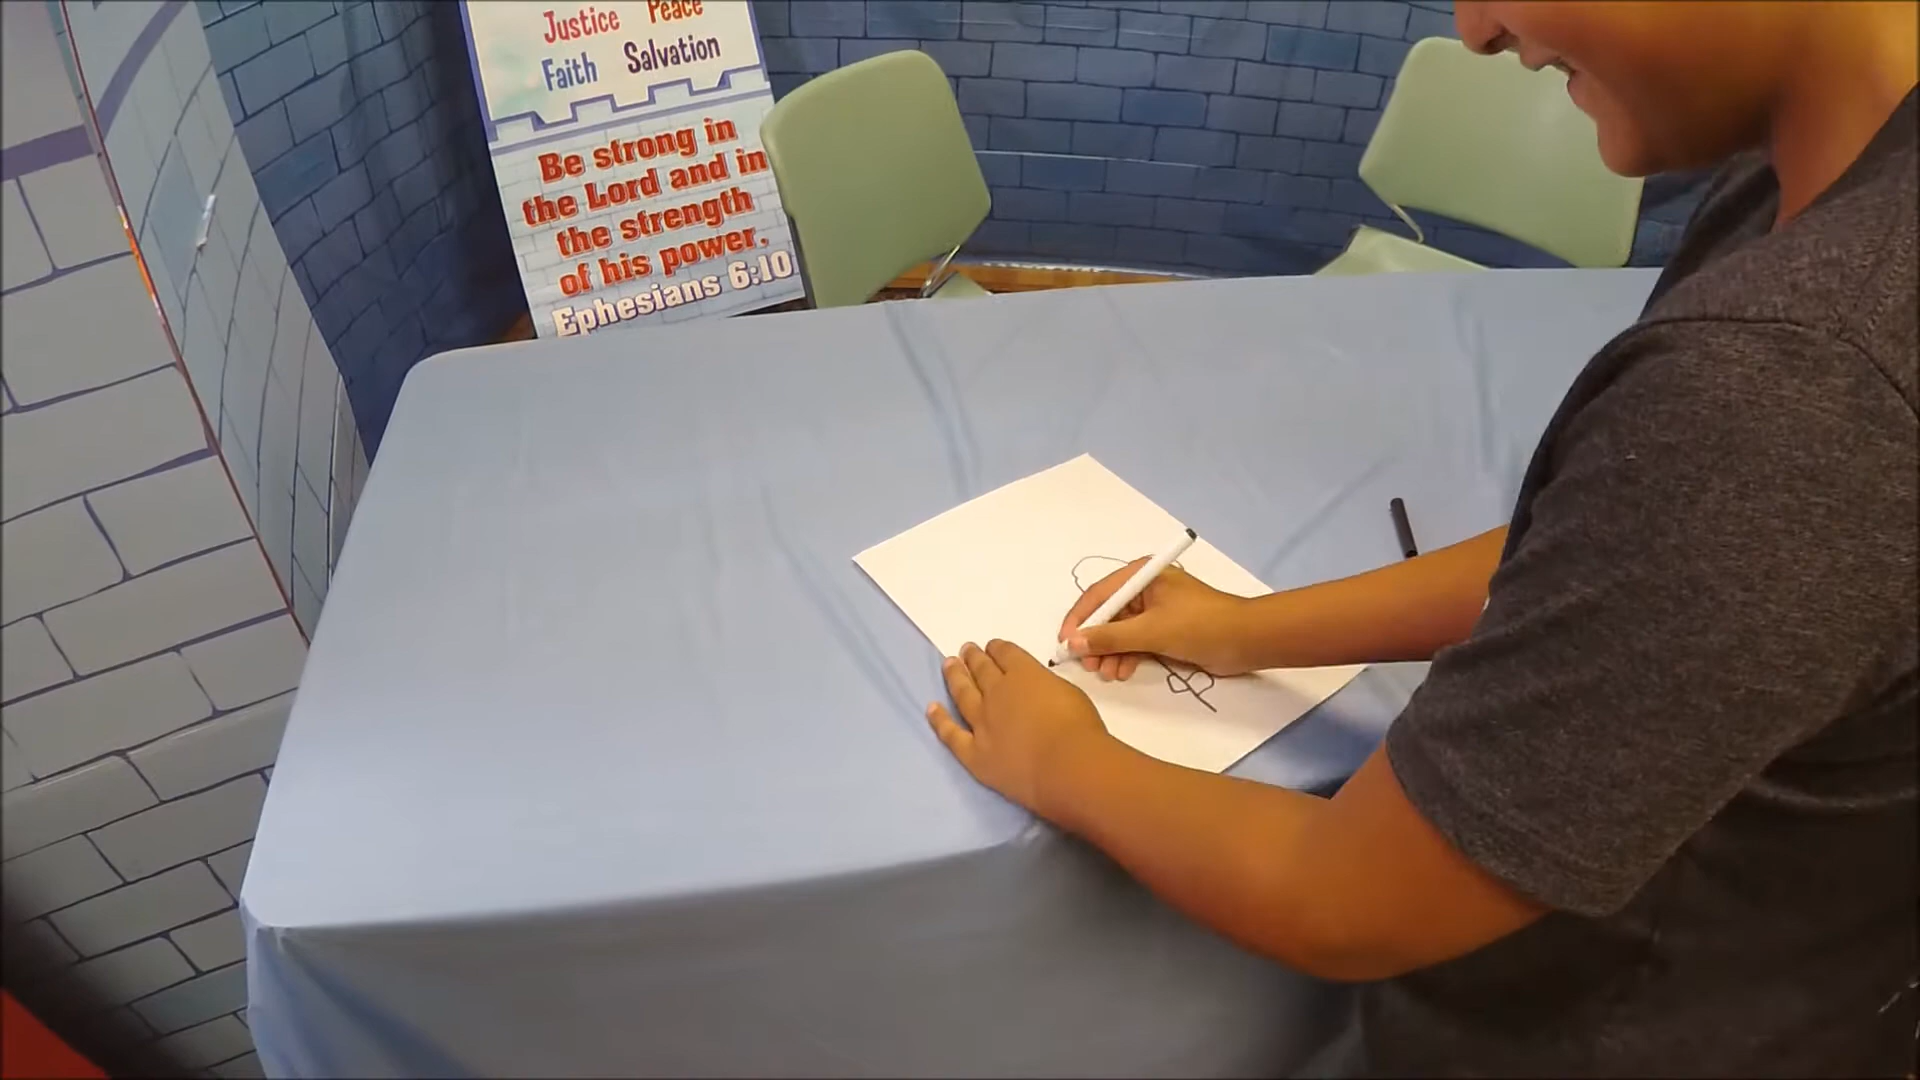 Justice Peace
Faith Salvation
Be strong in
the Lord and in
the strength
of his power.
Ephesians 6:10